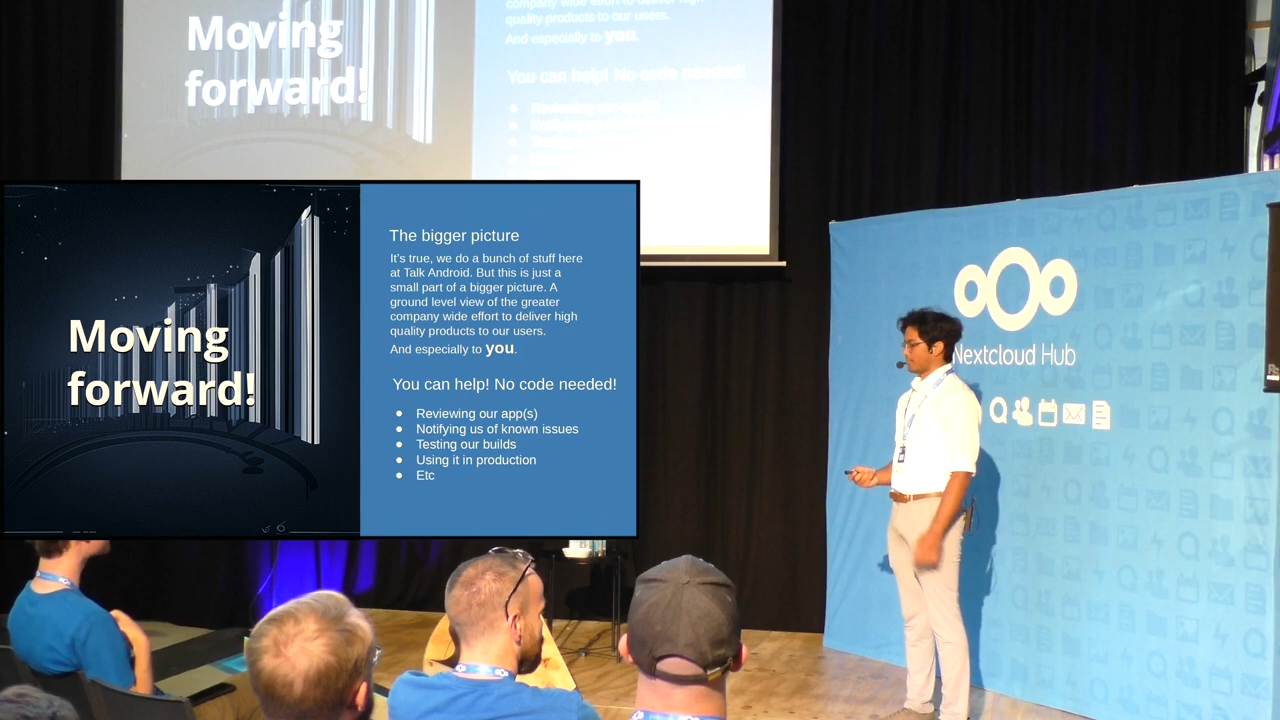 Moving
forward!
company wide effort to deliver high
quality products to our users.
And especially to you.
You can help! No code needed!
Reviewing our app(s)
Moving
forward!
The bigger picture
It's true, we do a bunch of stuff here
at Talk Android. But this is just a
small part of a bigger picture. A
ground level view of the greater
company wide effort to deliver high
quality products to our users.
And especially to you.
You can help! No code needed!
● Reviewing our app(s)
● Notifying us of known issues
● Testing our builds
● Using it in production
● Etc
Nextcloud Hub